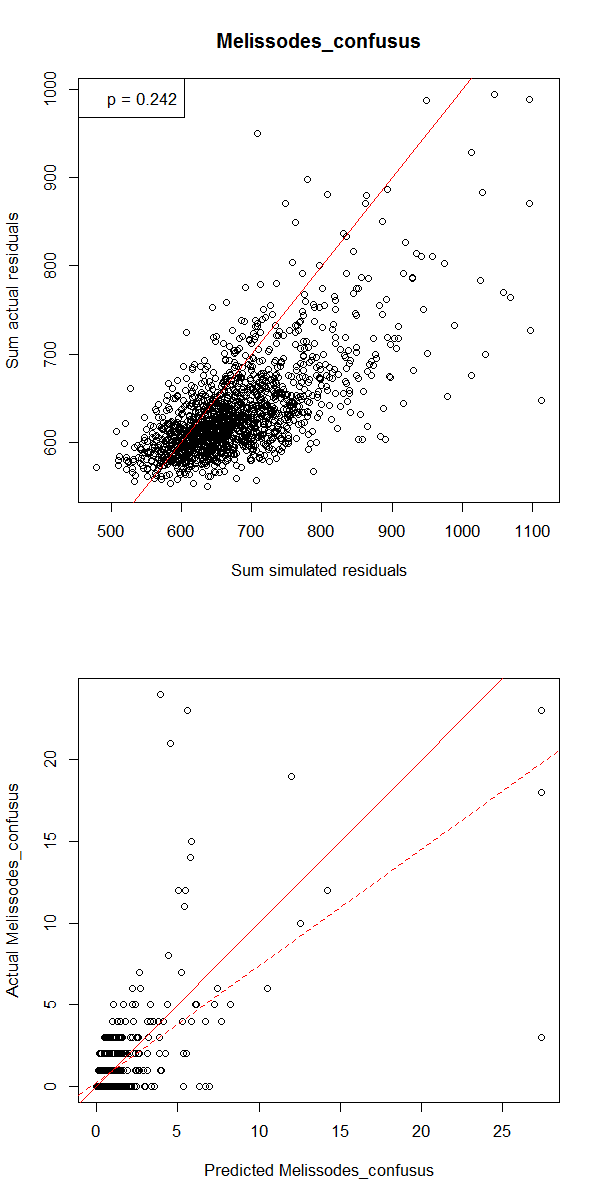 Melissodes_confusus
p = 0.242
Sum actual residuals
600 700 800 900 1000
500 600 700 800 900 1000 1100
Sum simulated residuals
Actual Melissodes_confusus
0 5 10 15 20
0 5 10 15 20 25
Predicted Melissodes_confusus